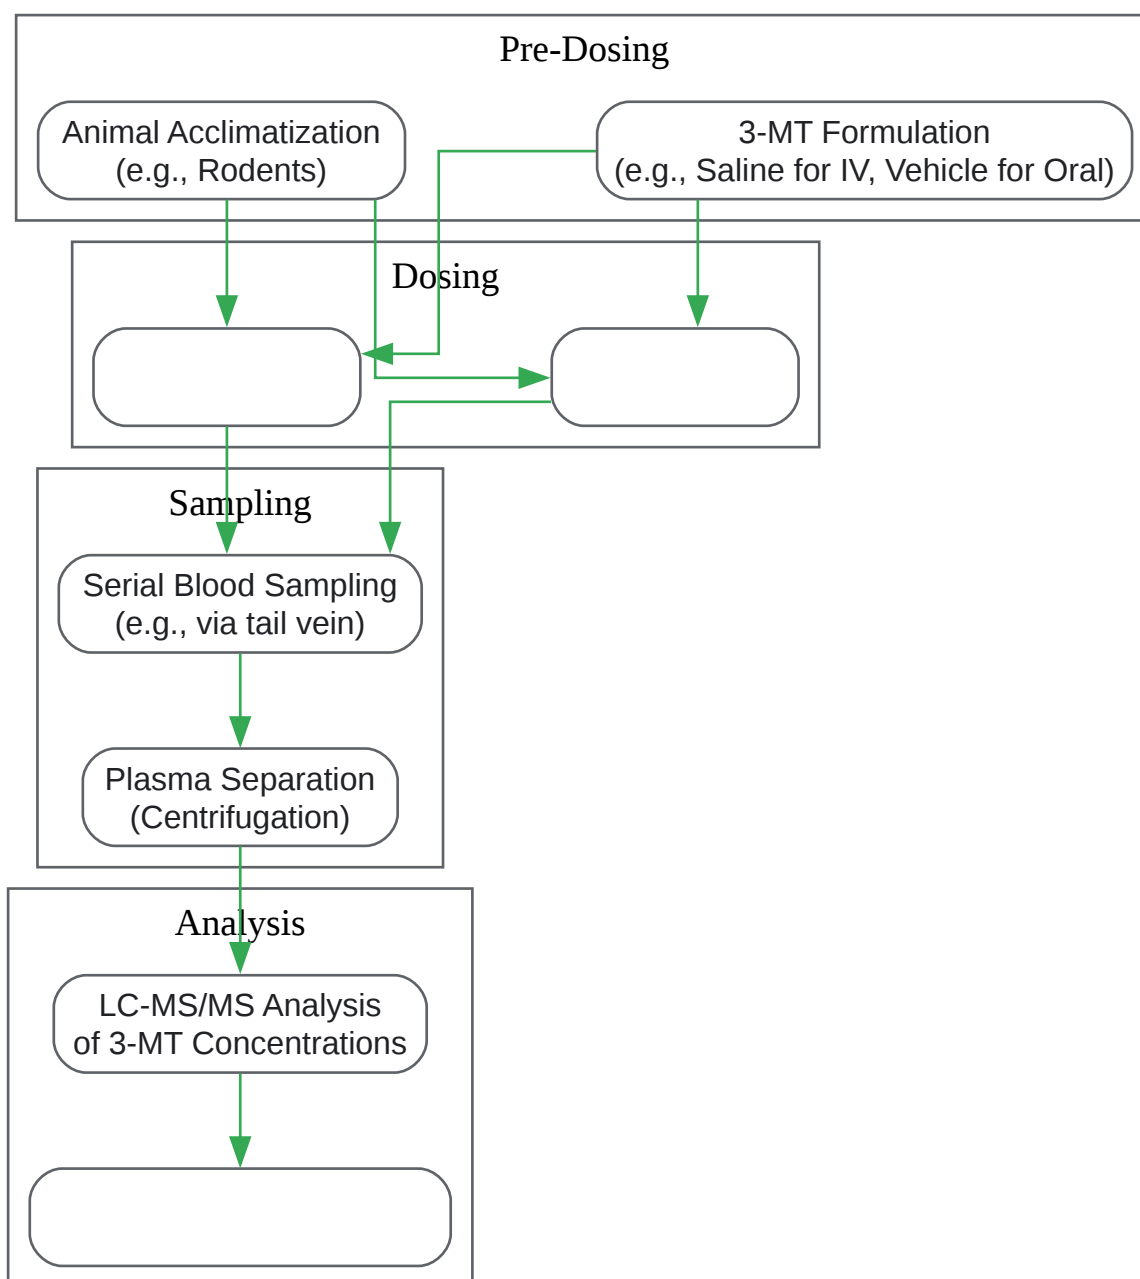 Pre-Dosing
Animal Acclimatization
(e.g., Rodents)
3-MT Formulation
(e.g., Saline for IV, Vehicle for Oral)
Dosing
Sampling
Serial Blood Sampling
(e.g., via tail vein)
Plasma Separation
(Centrifugation)
Analysis
LC-MS/MS Analysis
of 3-MT Concentrations